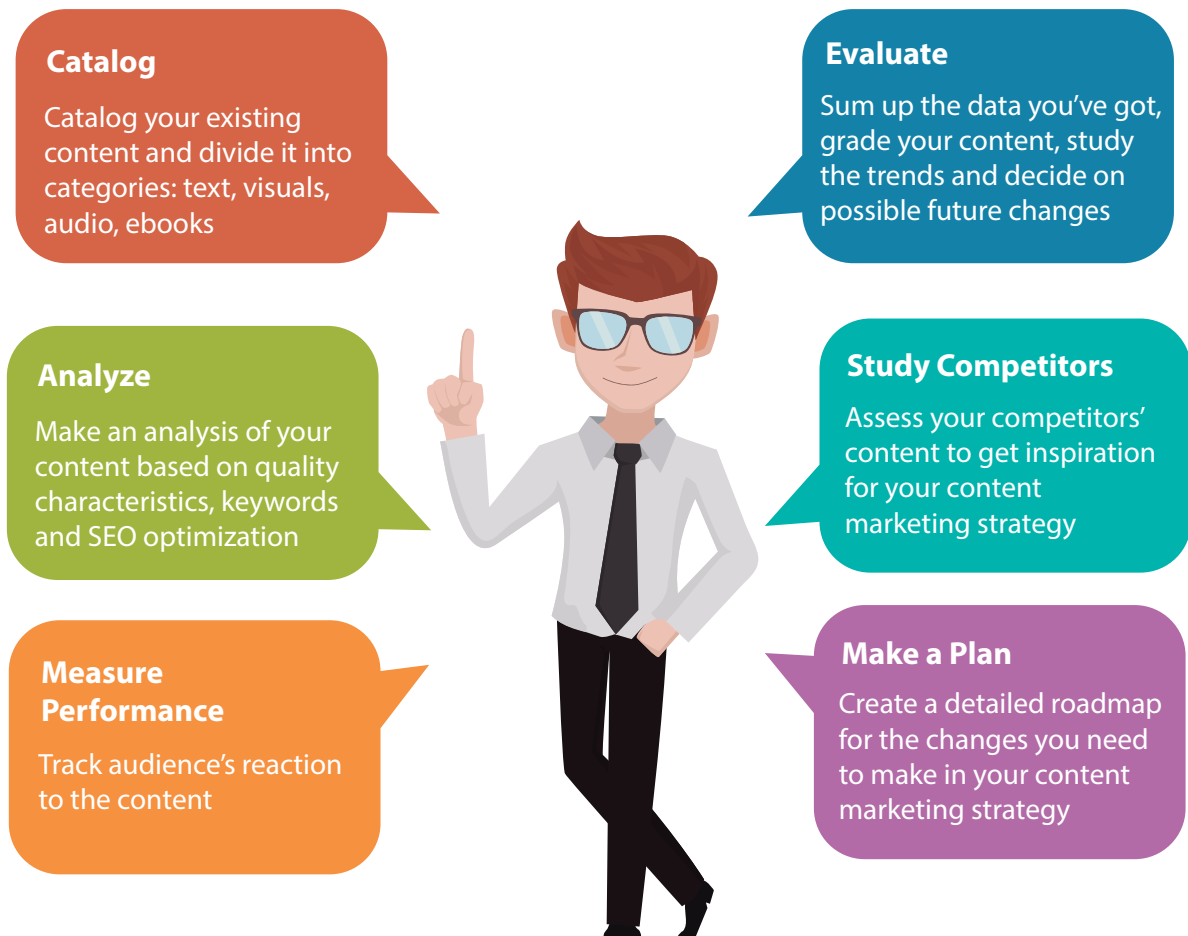 Catalog
Catalog your existing
content and divide it into
categories: text, visuals,
audio, ebooks
Analyze
Make an analysis of your
content based on quality
characteristics, keywords
and SEO optimization
Measure
Performance
Track audience's reaction
to the content
Evaluate
Sum up the data you've got,
grade your content, study
the trends and decide on
possible future changes
Study Competitors
Assess your competitors'
content to get inspiration
for your content
marketing strategy
Make a Plan
Create a detailed roadmap
for the changes you need
to make in your content
marketing strategy